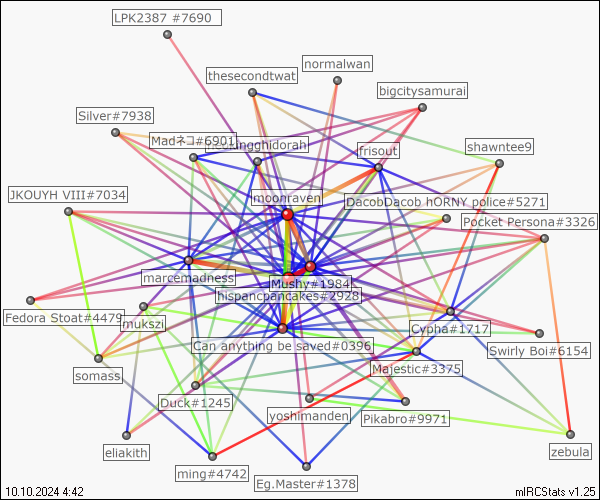 LPK2387 #7690
normalwan
thesecondtwat
bigcitysamurai
Silver#7938
Madネコ#6901
frisout
shawntee9
JKOUYH VIII#7034
moonraven
DacobDacob hORNY police#5271
Pocket Persona#3326
marcemadness
Mushy#1984
hispancpancakes#2928
Fedora Stoat#4479
mukszi
Cypha#1717
Can anything be saved#0396
Swirly Boi#6154
somass
Majestic#3375
Duck#1245
yoshimanden
Pikabro#9971
eliakith
zebula
ming#4742
Eg.Master#1378
10.10.2024 4:42
mIRCStats v1.25